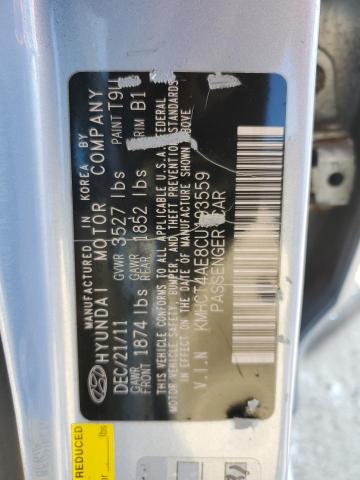 MANUFACTURED IN KOREA BY
HYUNDAI MOTOR COMPANY
DEC/21/11 GVWR 3527 lbs PAINT T9
GAWR FRONT 1874 lbs GAWR REAR 1852 lbs TRIM B1
THIS VEHICLE CONFORMS TO ALL APPLICABLE U.S.A. FEDERAL
MOTOR VEHICLE SAFETY, BUMPER, AND THEFT PREVENTION STANDARDS
IN EFFECT ON THE DATE OF MANUFACTURE SHOWN ABOVE.
V.I.N
PASSENGER CAR
REDUCED
lbs